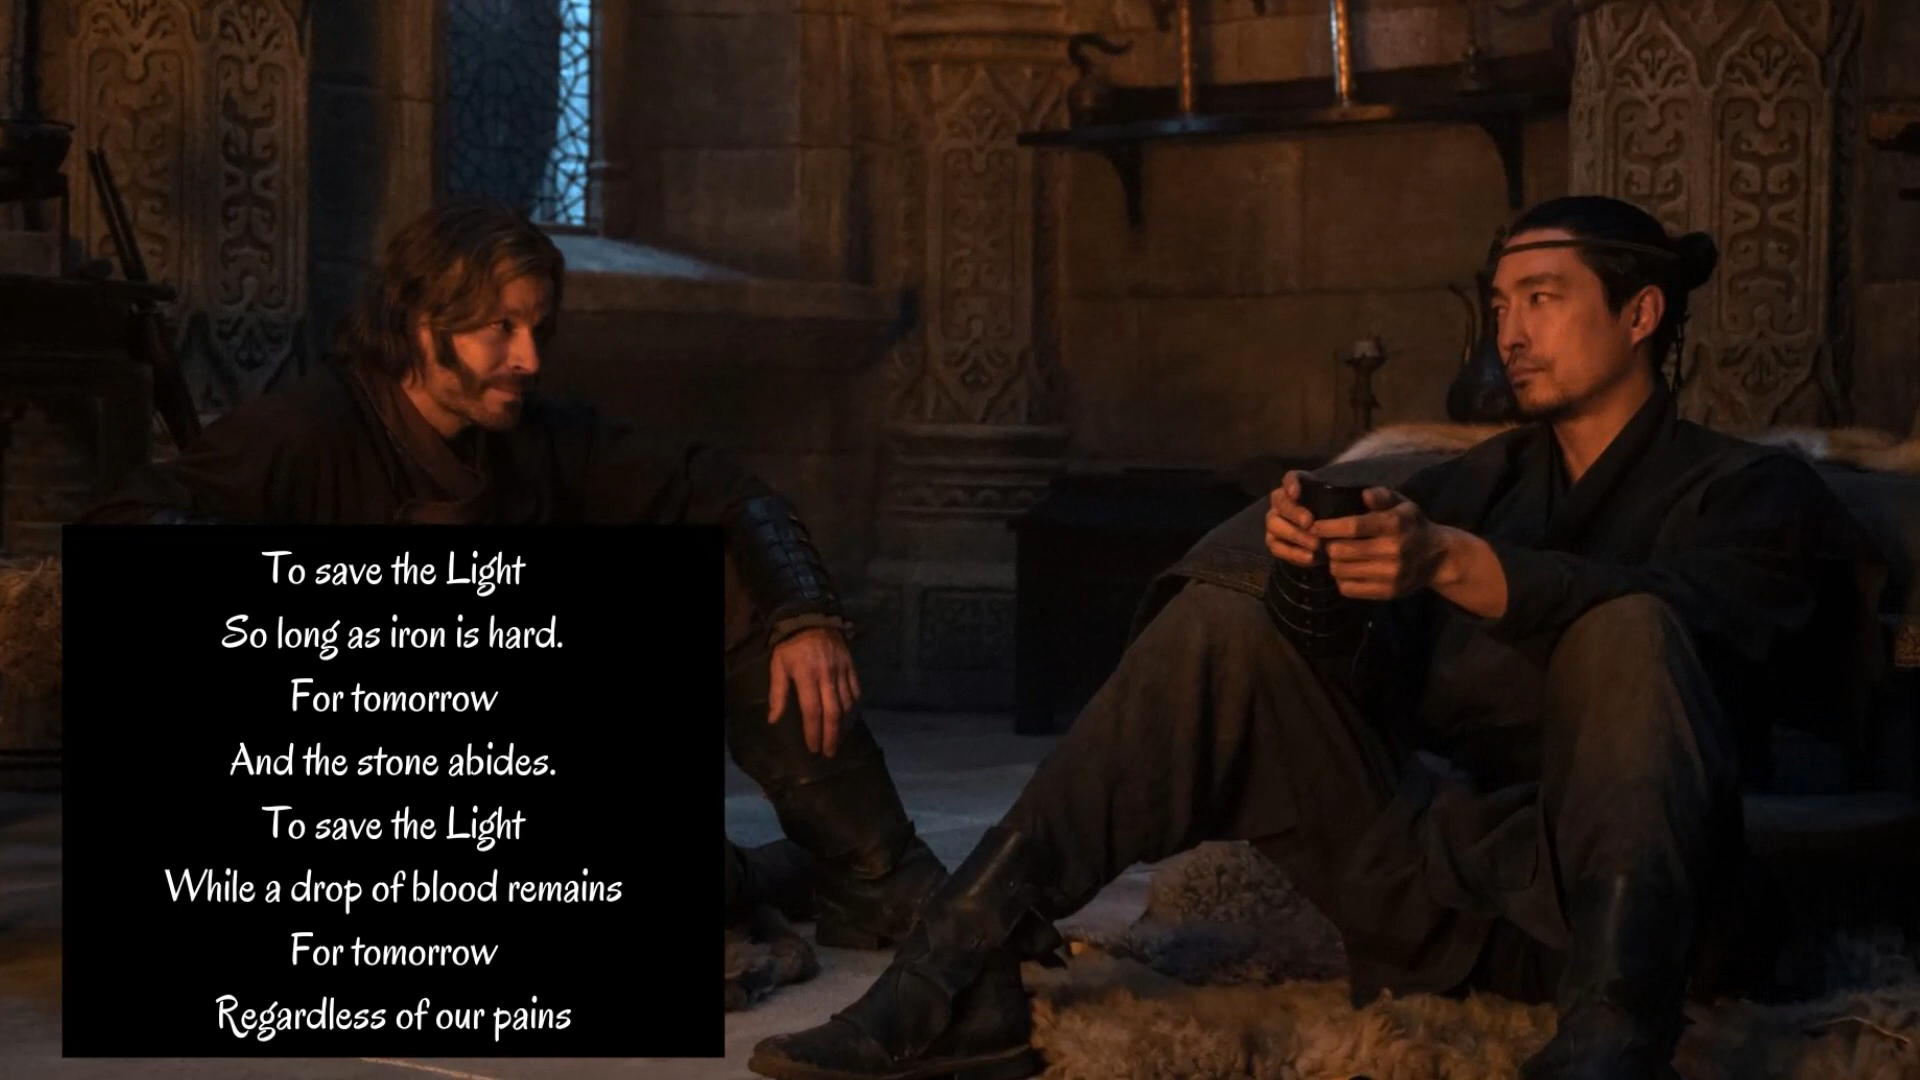 To save the Light
So long as iron is hard.
For tomorrow
And the stone abides.
To save the Light
While a drop of blood remains
For tomorrow
Regardless of our pains